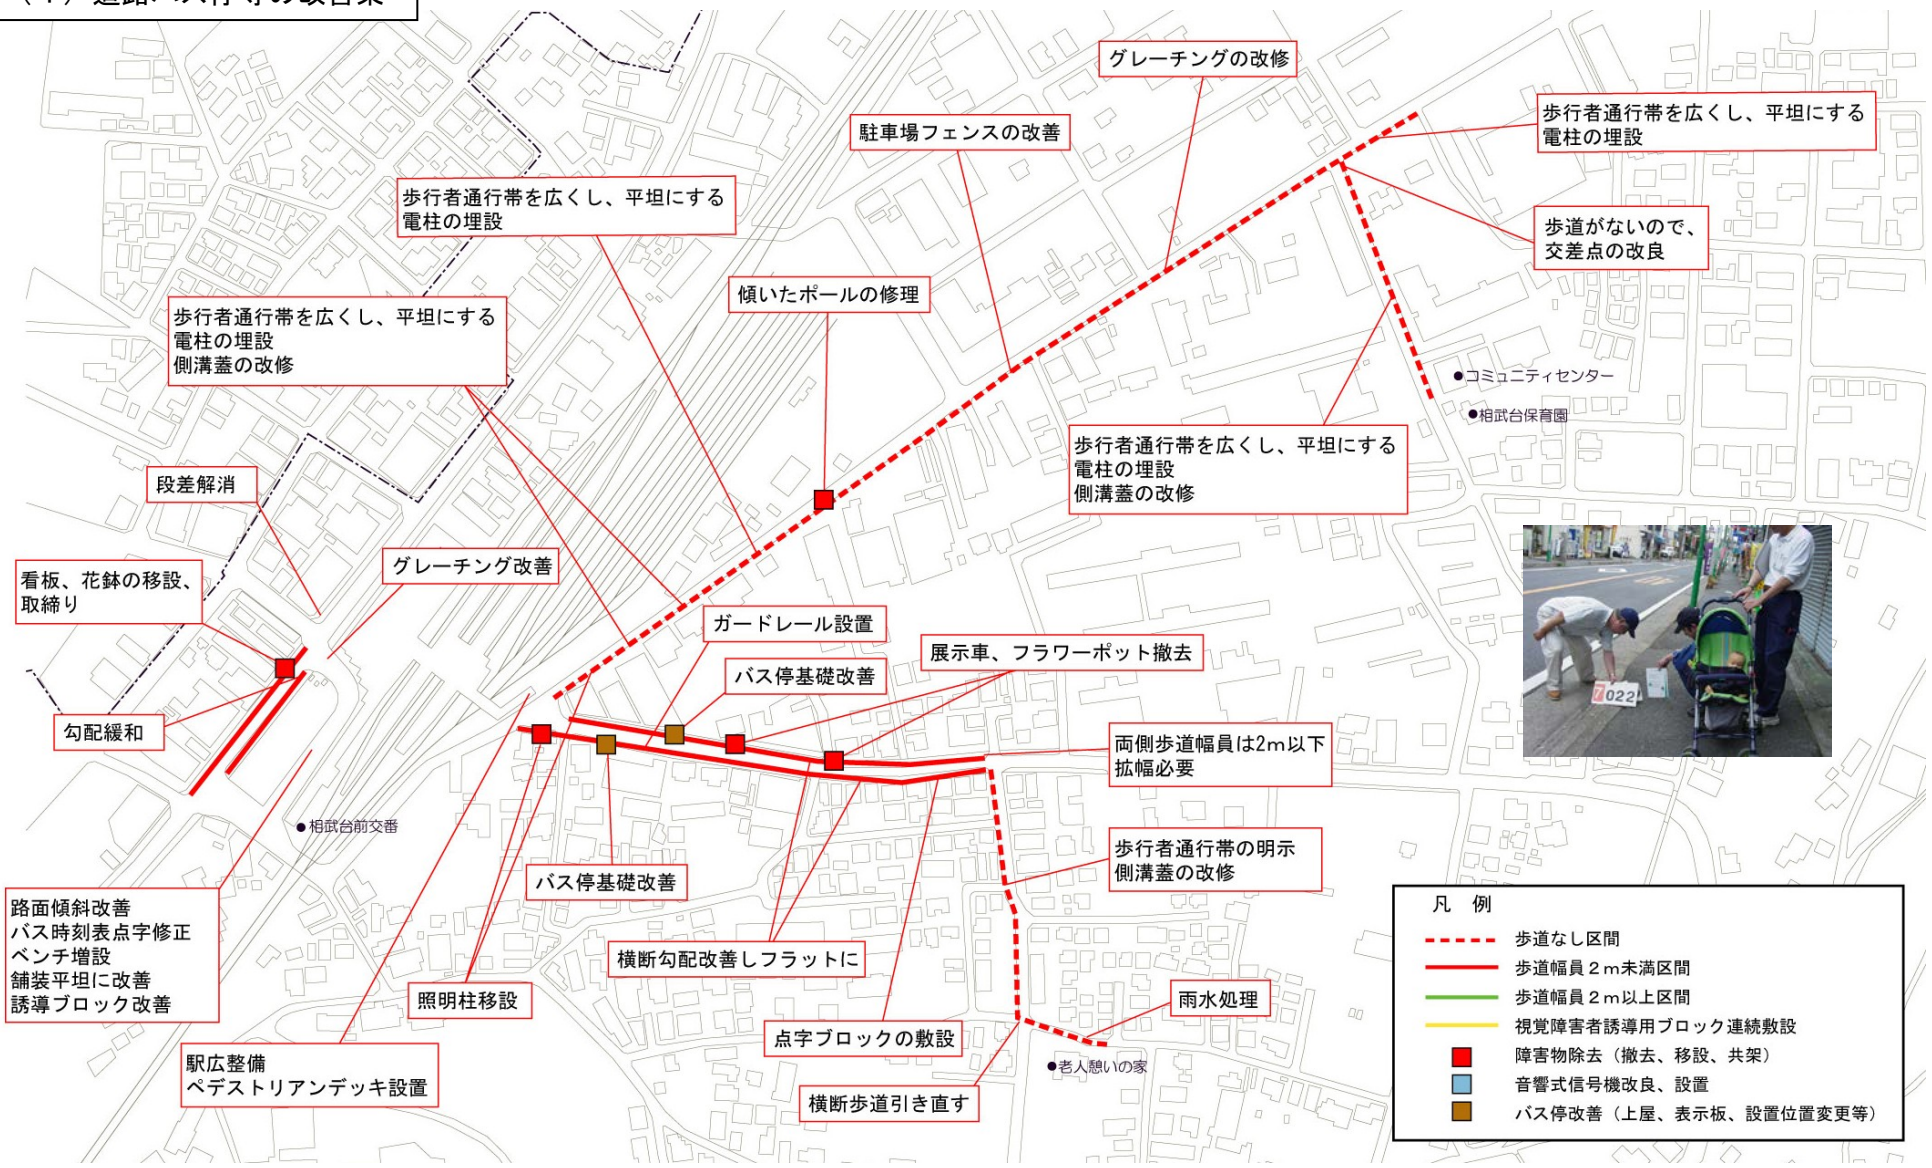 道路バス停等の改善案
グレーチングの改修
駐車場フェンスの改善
歩行者通行帯を広くし、平坦にする
電柱の埋設
歩行者通行帯を広くし、平坦にする
電柱の埋設
歩道がないので、
交差点の改良
傾いたポールの修理
歩行者通行帯を広くし、平坦にする
電柱の埋設
側溝蓋の改修
●コミュニティセンター
●相武台保育園
歩行者通行帯を広くし、平坦にする
電柱の埋設
側溝蓋の改修
段差解消
グレーチング改善
看板、花鉢の移設、
取締り
ガードレール設置
展示車、フラワーポット撤去
バス停基礎改善
勾配緩和
両側歩道幅員は2m以下
拡幅必要
7022
●相武台前交番
歩行者通行帯の明示
側溝蓋の改修
バス停基礎改善
路面傾斜改善
バス時刻表点字修正
ベンチ増設
舗装平坦に改善
誘導ブロック改善
横断勾配改善しフラットに
照明柱移設
雨水処理
点字ブロックの敷設
駅広整備
ペデストリアンデッキ設置
●老人憩いの家
横断歩道引き直す
凡 例
歩道なし区間
歩道幅員2m未満区間
歩道幅員2m以上区間
視覚障害者誘導用ブロック連続敷設
障害物除去（撤去、移設、共架）
音響式信号機改良、設置
バス停改善（上屋、表示板、設置位置変更等）